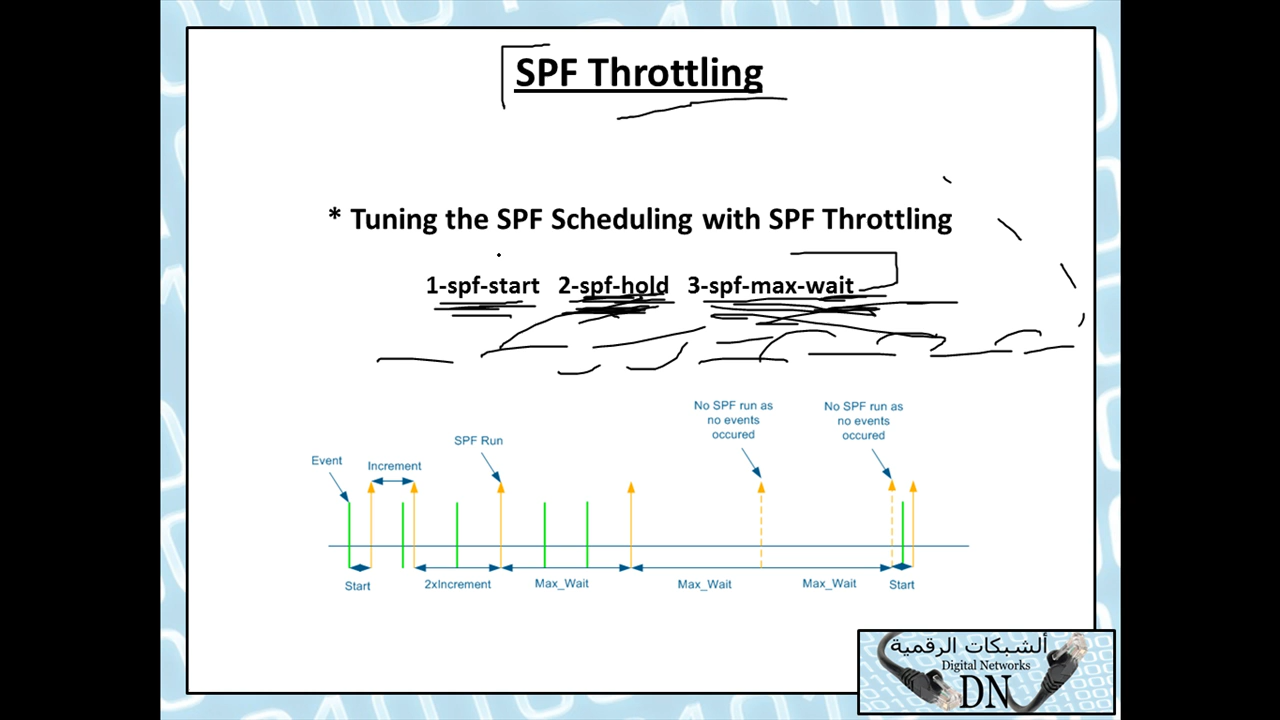 SPF Throttling
* Tuning the SPF Scheduling with SPF Throttling
1-spf-start 2-spf-hold 3-spf-max-wait
No SPF run as
no events
occured
No SPF run as
no events
occured
SPF Run
Event
Increment
Start
2xIncrement
Max_Wait
Max_Wait
Max_Wait
Start
ألشبكات الرقمية
Digital Networks
DN